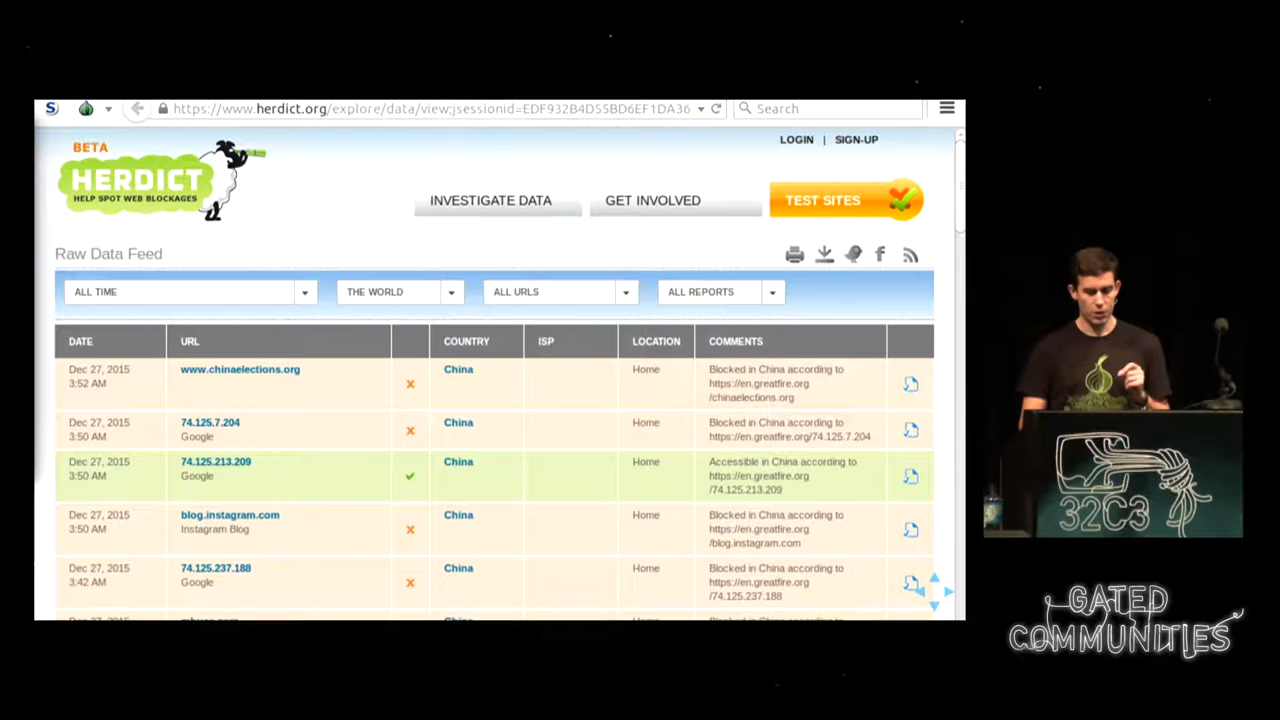 https://www.herdict.org/explore/data/view;jsessionid=EDF932B4D55BD6EF1DA36
Search
LOGIN | SIGN-UP
BETA
HERDICT
HELP SPOT WEB BLOCKAGES
INVESTIGATE DATA
GET INVOLVED
TEST SITES
Raw Data Feed
ALL TIME
THE WORLD
ALL URLS
ALL REPORTS
DATE URL COUNTRY ISP LOCATION COMMENTS
Dec 27, 2015 www.chinaelections.org China Home Blocked in China according to
3:52 AM https://en.greatfire.org
/chinaelections.org
Dec 27, 2015 74.125.7.204 China Home Blocked in China according to
3:50 AM Google https://en.greatfire.org/74.125.7.204
Dec 27, 2015 74.125.213.209 China Home Accessible in China according to
3:50 AM Google https://en.greatfire.org
/74.125.213.209
Dec 27, 2015 blog.instagram.com China Home Blocked in China according to
3:50 AM Instagram Blog https://en.greatfire.org
/blog.instagram.com
Dec 27, 2015 74.125.237.188 China Home Blocked in China according to
3:42 AM Google https://en.greatfire.org
/74.125.237.188
32C3
GATED
COMMUNITIES